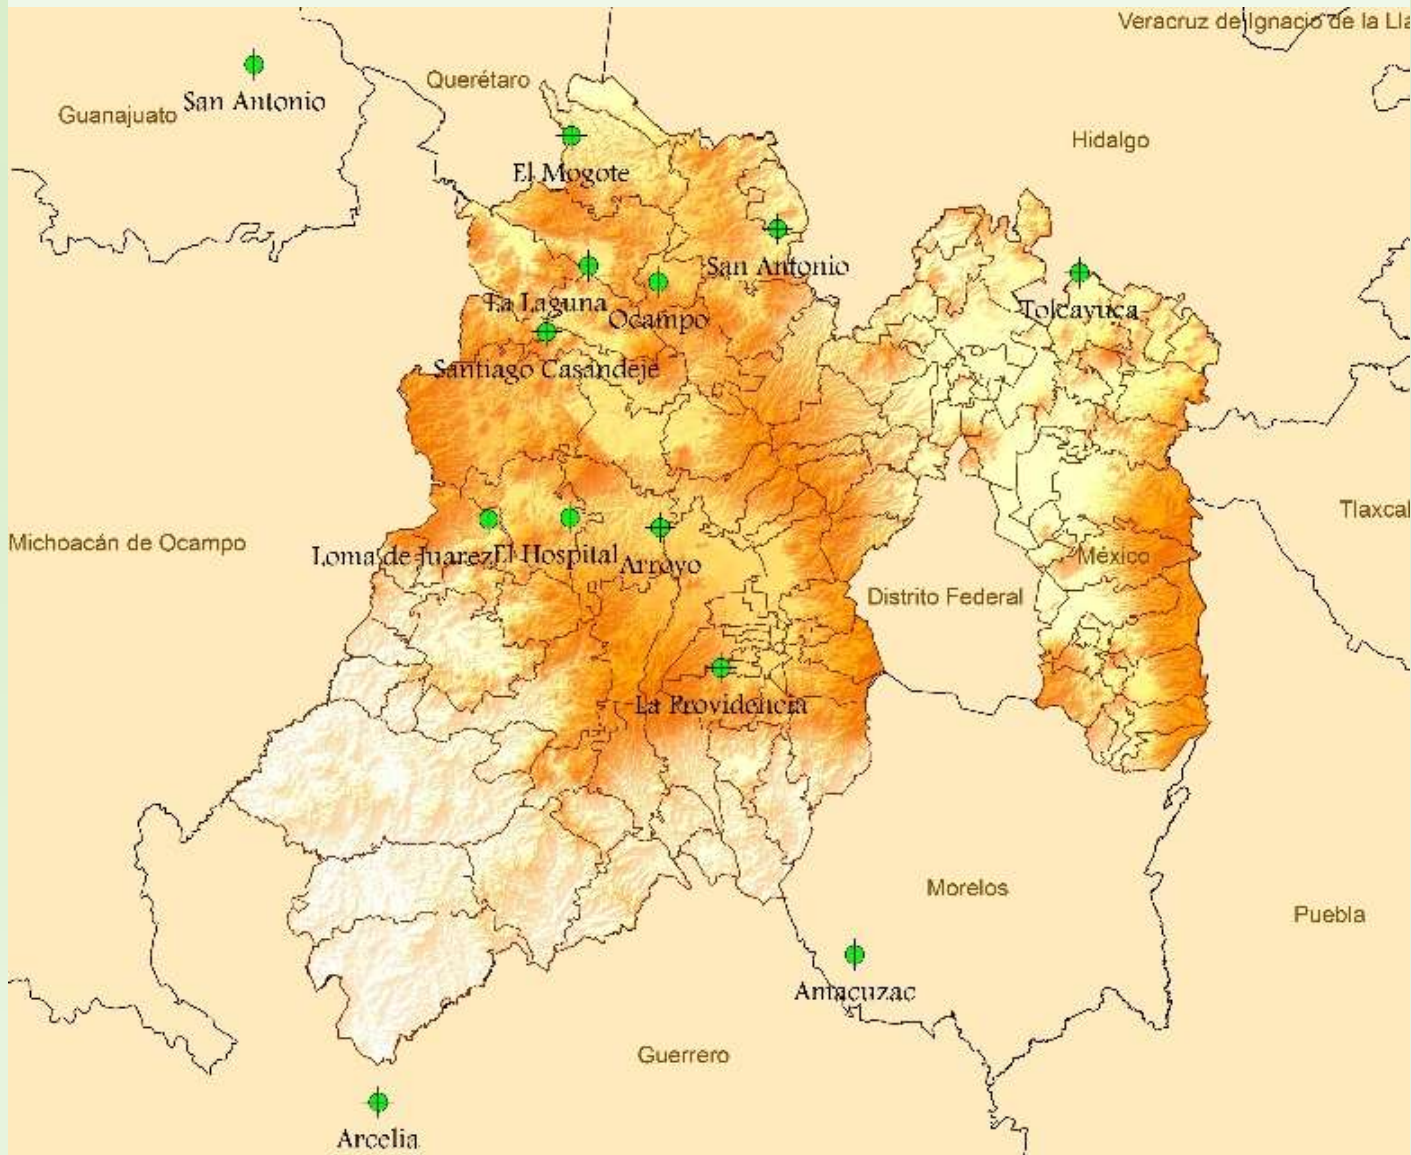 Veracruz de Ignacio de la Lla
Querétaro
San Antonio
Guanajuato
Hidalgo
El Mogote
San Antonio
La Laguna
Ocampo
Tolcayuca
Santiago Casandeje
Tlaxcal
Michoacán de Ocampo
Loma de Juarez
El Hospital
Arroyo
México
Distrito Federal
La Providencia
Morelos
Puebla
Amacuzac
Guerrero
Arcelia